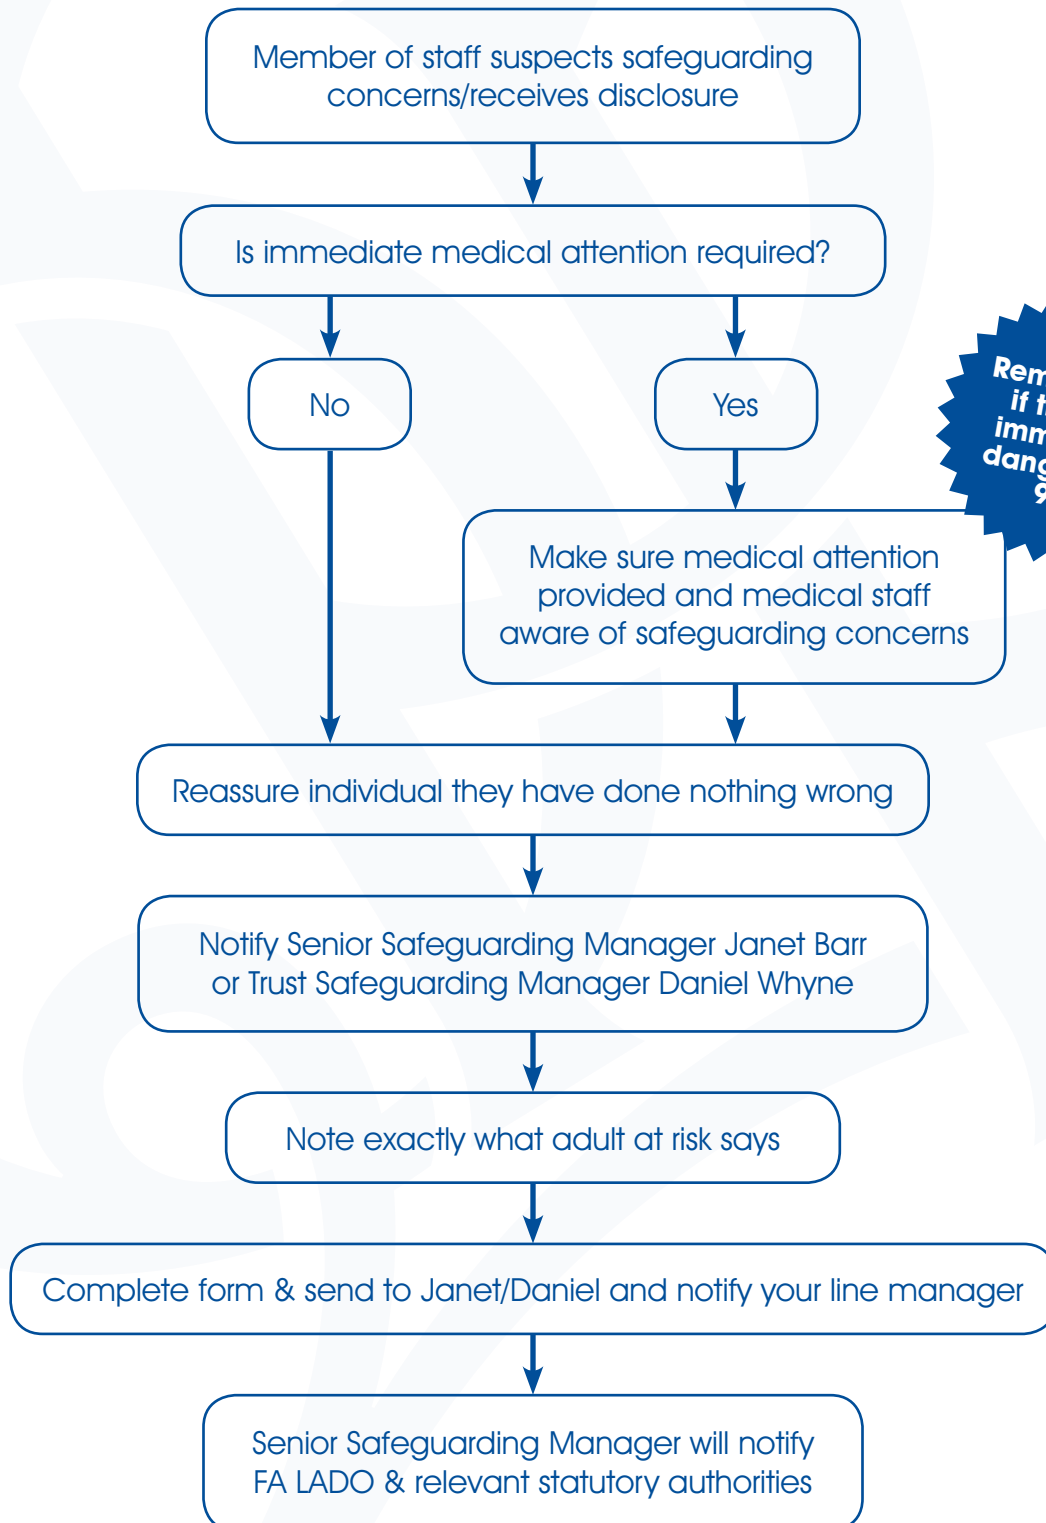 Member of staff suspects safeguarding
concerns/receives disclosure
Is immediate medical attention required?
No
Yes
if
Make sure medical attention
provided and medical staff
aware of safeguarding concerns
Reassure individual they have done nothing wrong
Notify Senior Safeguarding Manager Janet Barr
or Trust Safeguarding Manager Daniel Whyne
Note exactly what adult at risk says
Complete form & send to Janet/Daniel and notify your line manager
Senior Safeguarding Manager will notify
FA LADO & relevant statutory authorities